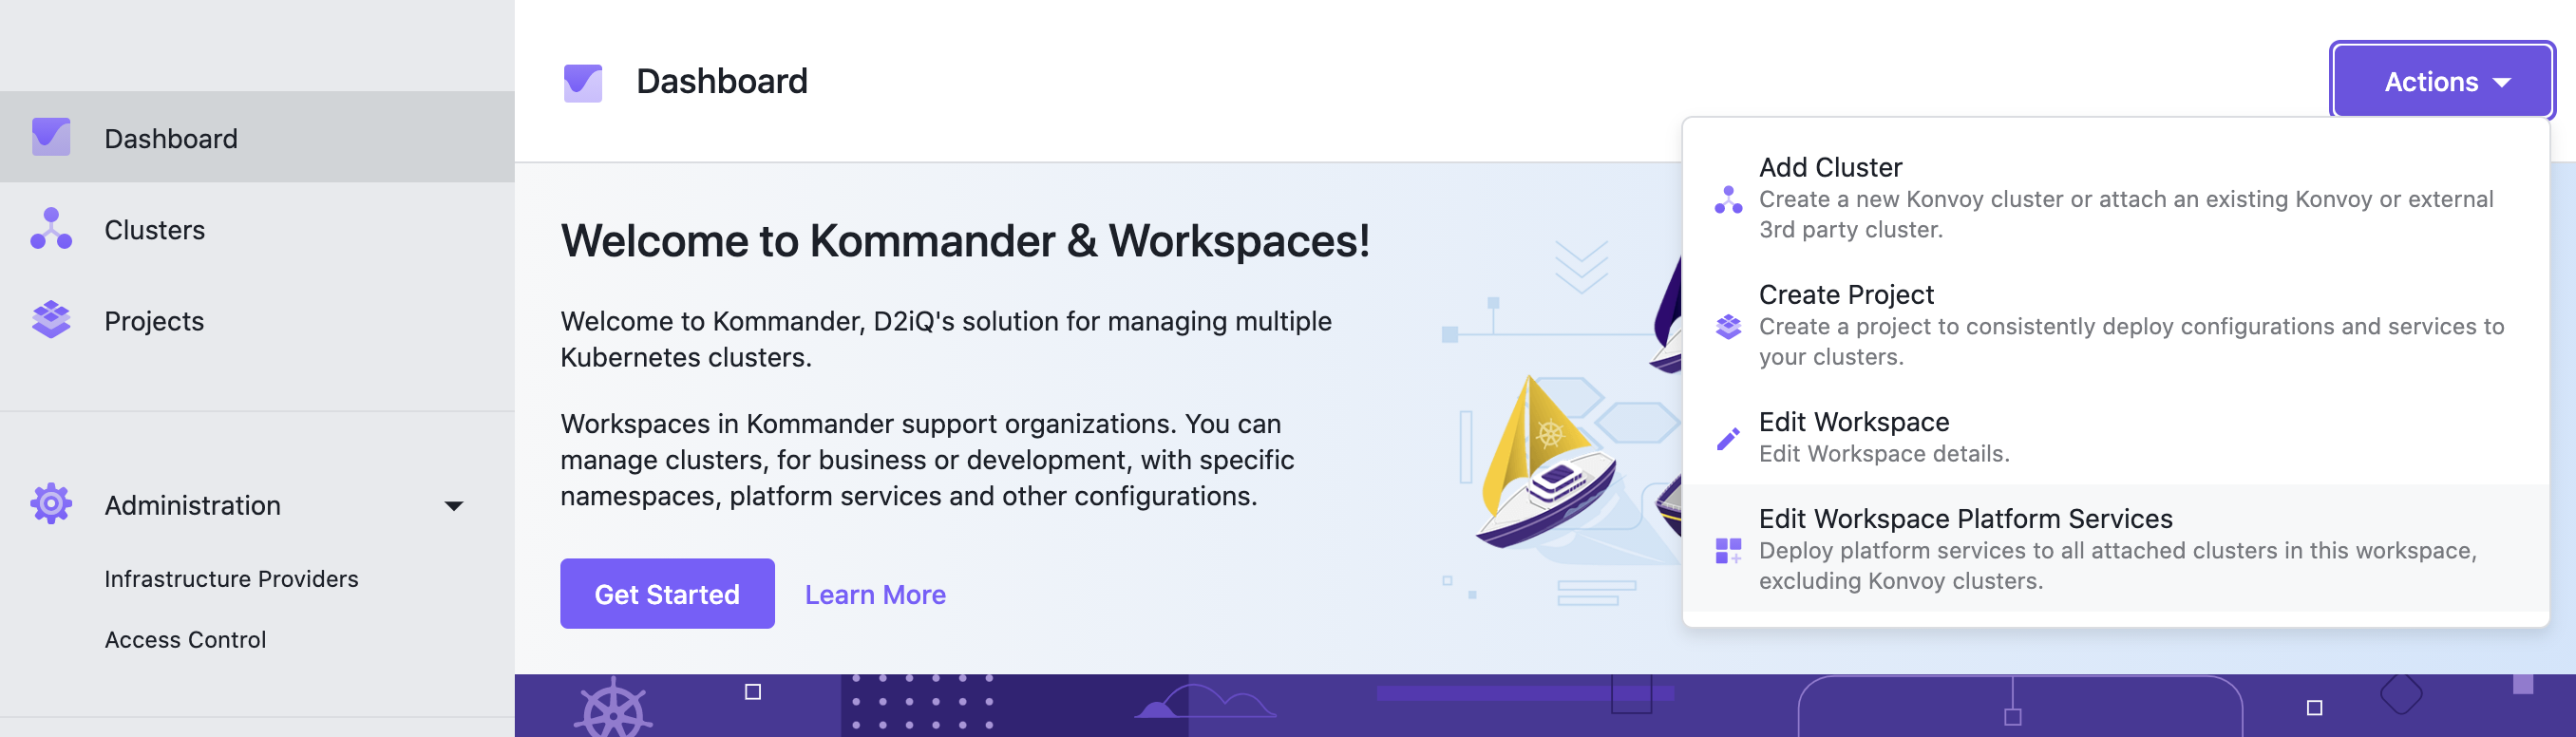 Dashboard
Clusters
Projects
Administration
Infrastructure Providers
Access Control
Dashboard
Actions
Welcome to Kommander & Workspaces!
Welcome to Kommander, D2iQ's solution for managing multiple
Kubernetes clusters.
Workspaces in Kommander support organizations. You can
manage clusters, for business or development, with specific
namespaces, platform services and other configurations.
Get Started
Learn More
Add Cluster
Create a new Konvoy cluster or attach an existing Konvoy or external
3rd party cluster.
Create Project
Create a project to consistently deploy configurations and services to
your clusters.
Edit Workspace
Edit Workspace details.
Edit Workspace Platform Services
Deploy platform services to all attached clusters in this workspace,
excluding Konvoy clusters.